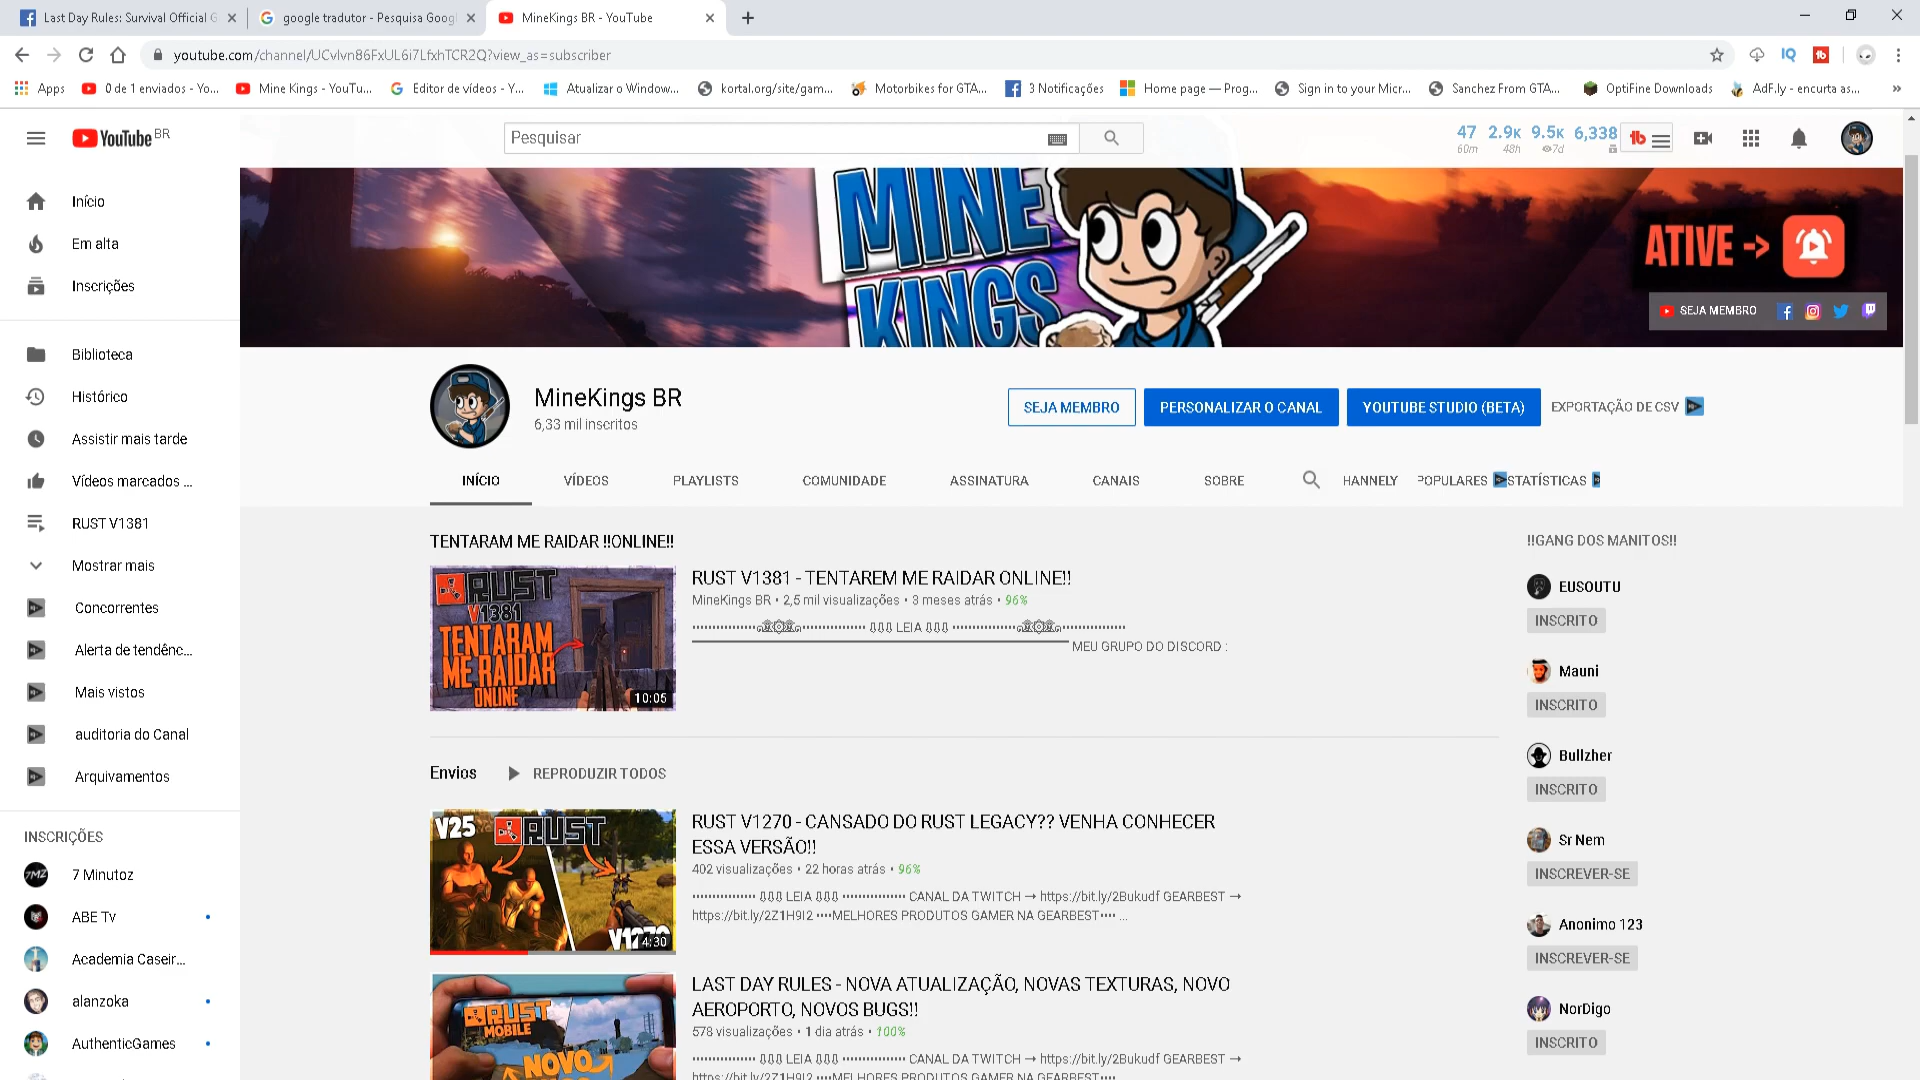 Last Day Rules: Survival Official G
google tradutor - Pesquisa Googl
MineKings BR - YouTube
youtube.com/channel/UCvIvn86FxUL6i7LfxhTCR2Q?view_as=subscriber
Apps
0 de 1 enviados - Yo...
Mine Kings - YouTu...
Editor de vídeos - Y...
Atualizar o Window...
kortal.org/site/gam...
Motorbikes for GTA...
3 Notificações
Home page — Prog...
Sign in to your Micr...
Sanchez From GTA...
OptiFine Downloads
AdF.ly - encurta as...
YouTube BR
Pesquisar
47 2.9K 9.5K 6,338
60m 48h 7d
Início
Em alta
Inscrições
Biblioteca
Histórico
Assistir mais tarde
Vídeos marcados ...
RUST V1381
Mostrar mais
Concorrentes
Alerta de tendênc...
Mais vistos
auditoria do Canal
Arquivamentos
INSCRIÇÕES
7 Minutoz
ABE Tv
Academia Caseir...
alanzoka
AuthenticGames
MINE
KINGS
ATIVE ->
SEJA MEMBRO
MineKings BR
6,33 mil inscritos
SEJA MEMBRO
PERSONALIZAR O CANAL
YOUTUBE STUDIO (BETA)
EXPORTAÇÃO DE CSV
INÍCIO
VÍDEOS
PLAYLISTS
COMUNIDADE
ASSINATURA
CANAIS
SOBRE
HANNELY
POPULARES
STATÍSTICAS
TENTARAM ME RAIDAR !!ONLINE!!
RUST
V1381
TENTARAM
ME RAIDAR
ONLINE
10:05
RUST V1381 - TENTAREM ME RAIDAR ONLINE!!
MineKings BR • 2,5 mil visualizações • 3 meses atrás • 96%
⇩⇩⇩ LEIA ⇩⇩⇩
MEU GRUPO DO DISCORD :
Envios
REPRODUZIR TODOS
V25
RUST
V1270
4:30
RUST V1270 - CANSADO DO RUST LEGACY?? VENHA CONHECER
ESSA VERSÃO!!
402 visualizações • 22 horas atrás • 96%
••••••••••••••• ⇩⇩⇩ LEIA ⇩⇩⇩ ••••••••••••••• CANAL DA TWITCH → https://bit.ly/2Bukudf GEARBEST →
https://bit.ly/2Z1H9I2 ••••MELHORES PRODUTOS GAMER NA GEARBEST•••• ...
RUST
MOBILE
NOVO
LAST DAY RULES - NOVA ATUALIZAÇÃO, NOVAS TEXTURAS, NOVO
AEROPORTO, NOVOS BUGS!!
578 visualizações • 1 dia atrás • 100%
••••••••••••••• ⇩⇩⇩ LEIA ⇩⇩⇩ ••••••••••••••• CANAL DA TWITCH → https://bit.ly/2Bukudf GEARBEST →
https://bit.ly/2Z1H9I2 ••••MELHORES PRODUTOS GAMER NA GEARBEST••••
!!GANG DOS MANITOS!!
EUSOUTU
INSCRITO
Mauni
INSCRITO
Bullzher
INSCRITO
Sr Nem
INSCREVER-SE
Anonimo 123
INSCREVER-SE
NorDigo
INSCRITO